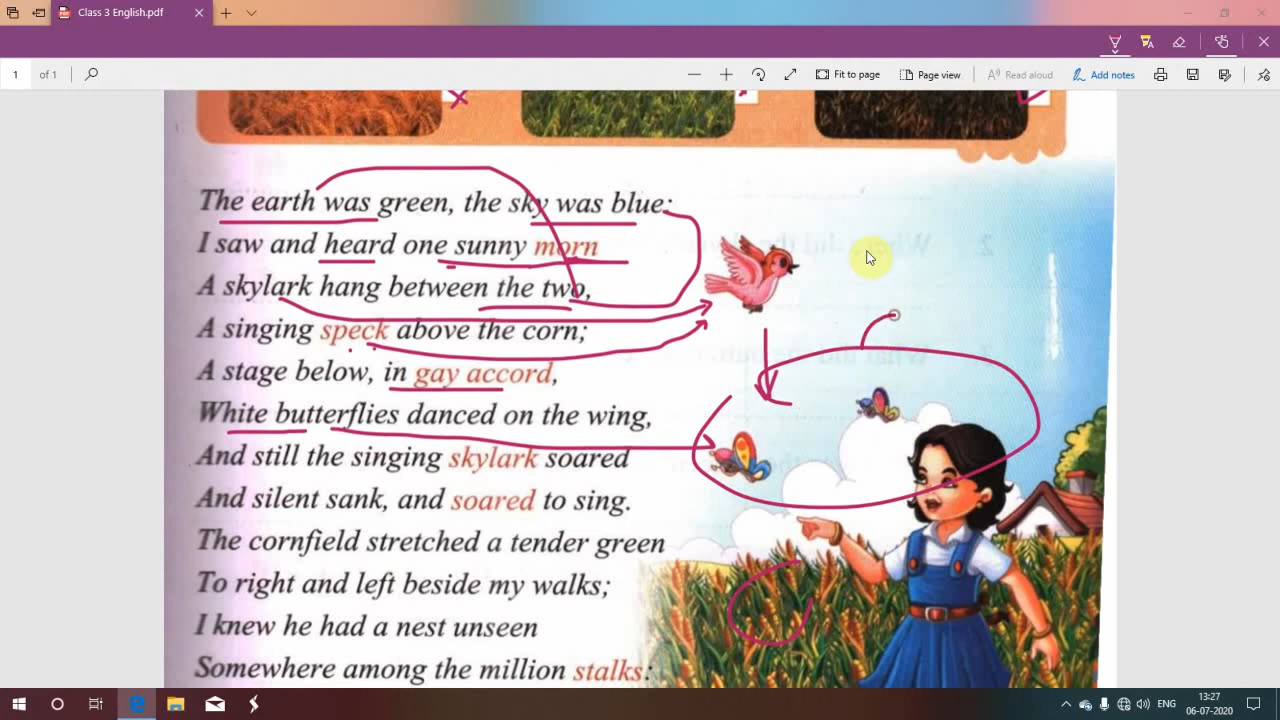 Class 3 English.pdf
1 of 1
Fit to page
Page view
Read aloud
Add notes
The earth was green, the sky was blue:
I saw and heard one sunny morn
A skylark hang between the two,
A singing speck above the corn;
A stage below, in gay accord,
White butterflies danced on the wing,
And still the singing skylark soared
And silent sank, and soared to sing.
The cornfield stretched a tender green
To right and left beside my walks;
I knew he had a nest unseen
Somewhere among the million stalks:
ENG
13:27
06-07-2020